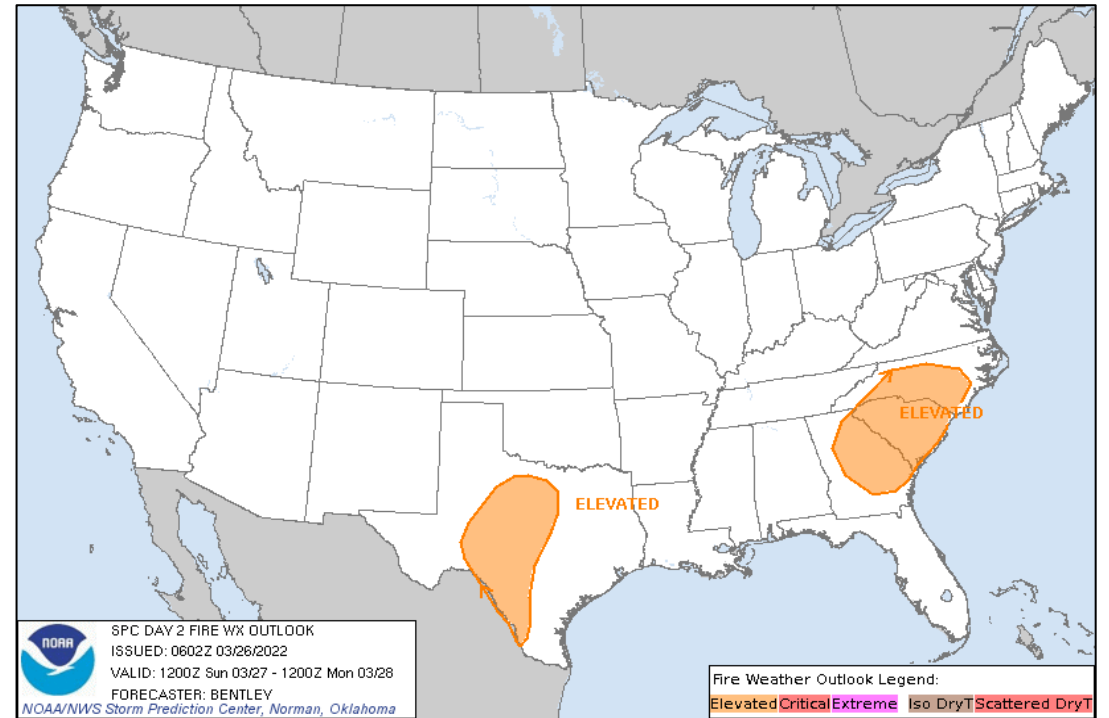 ELEVATED
ELEVATED
NOAA
SPC DAY 2 FIRE WX OUTLOOK
ISSUED: 0602Z 03/26/2022
VALID: 1200Z Sun 03/27 - 1200Z Mon 03/28
FORECASTER: BENTLEY
NOAA/NWS Storm Prediction Center, Norman, Oklahoma
Fire Weather Outlook Legend:
Elevated Critical Extreme Iso DryT Scattered DryT